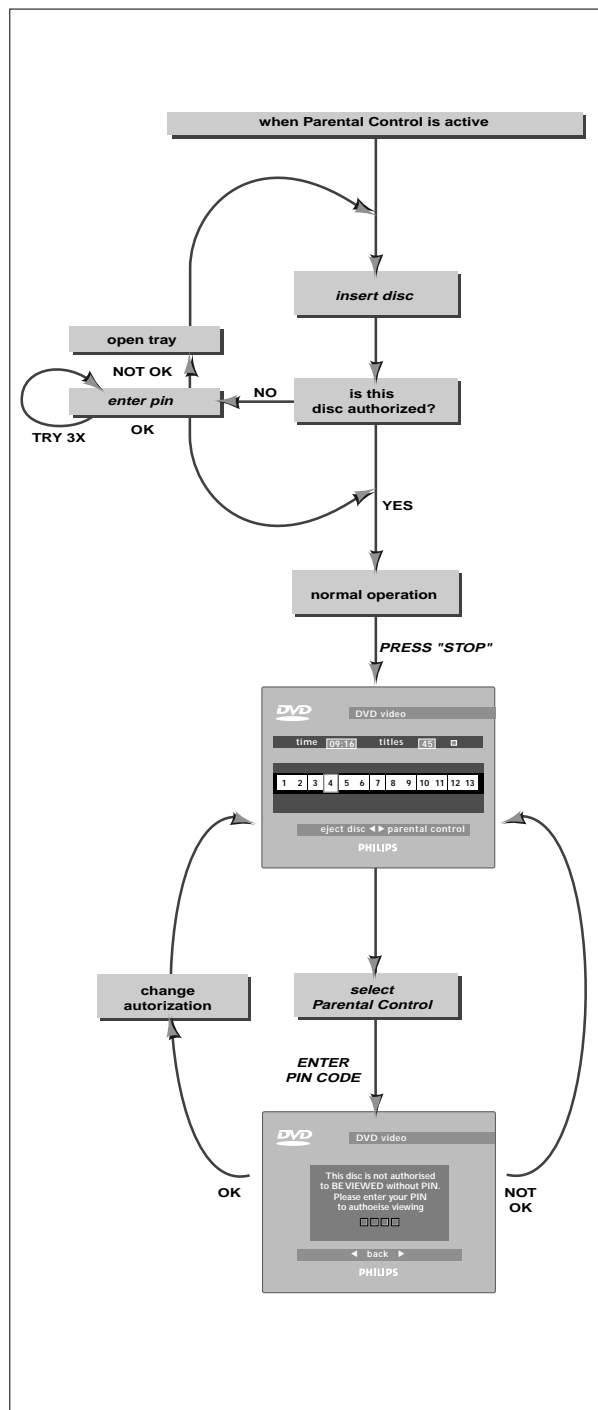 when Parental Control is active
insert disc
open tray
NOT OK
enter pin
NO
is this
disc authorized?
TRY 3X
OK
YES
normal operation
PRESS "STOP"
DVD
DVD video
time 09:16 titles 45
1 2 3 4 5 6 7 8 9 10 11 12 13
eject disc ◀ ▶ parental control
PHILIPS
change
autorization
select
Parental Control
ENTER
PIN CODE
DVD
DVD video
This disc is not authorised
to BE VIEWED without PIN.
Please enter your PIN
to authoeise viewing
OK
NOT
OK
◀ back ▶
PHILIPS